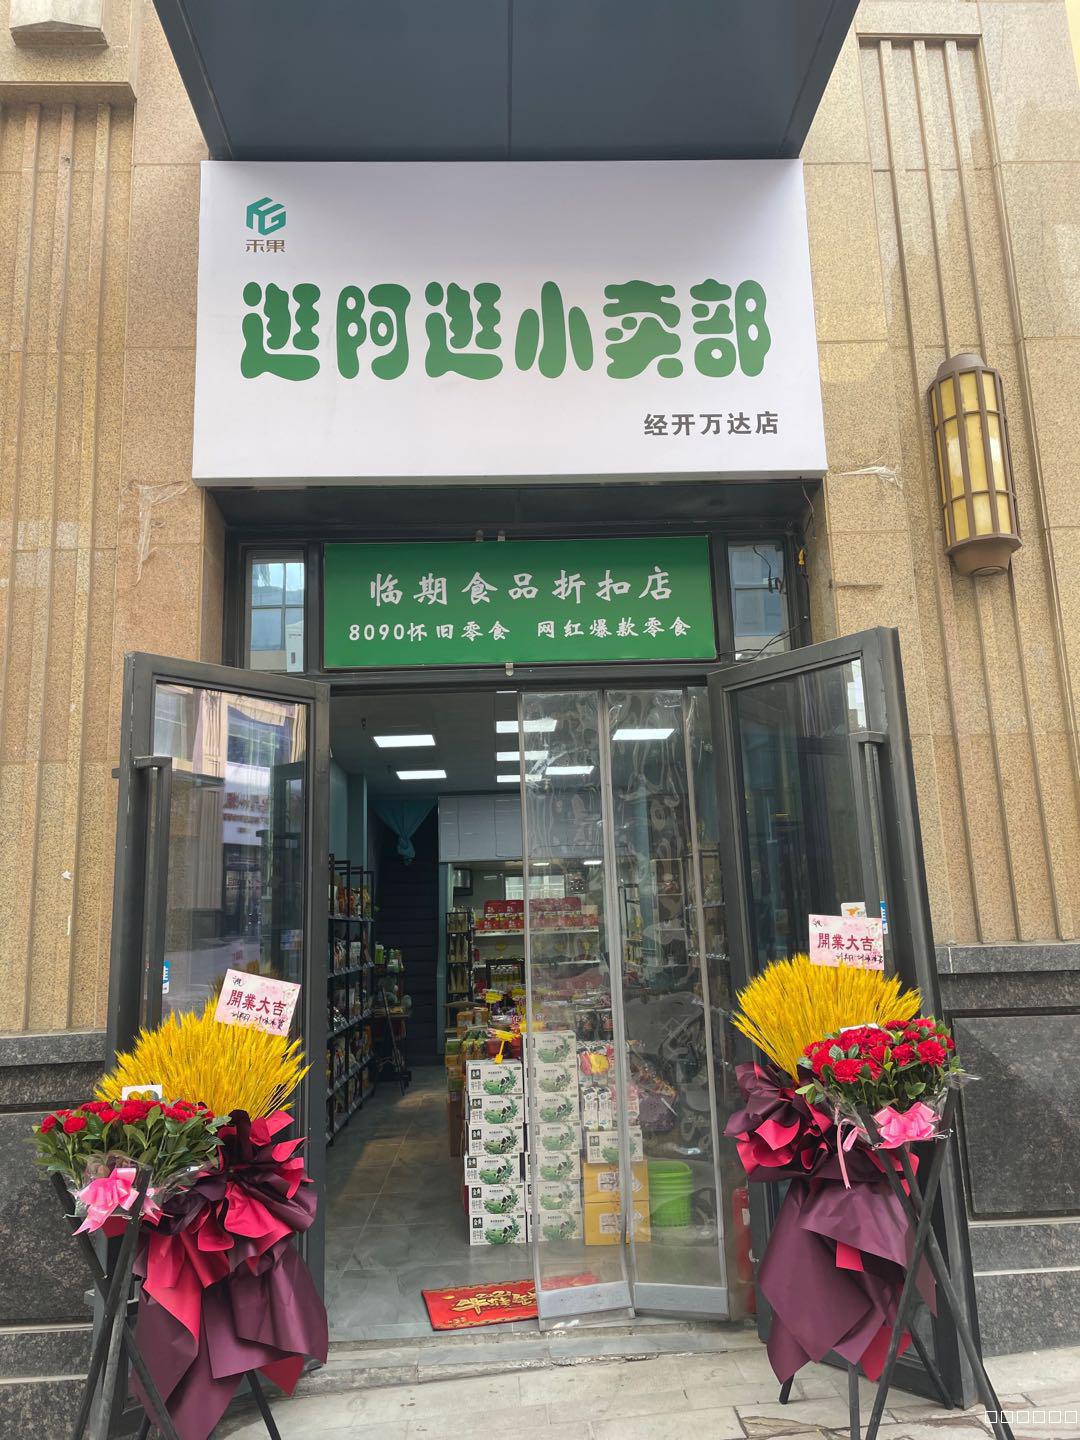 禾果
逛阿逛小卖部
经开万达店
临期食品折扣店
8090怀旧零食 网红爆款零食
祝
開業大吉
祝
開業大吉